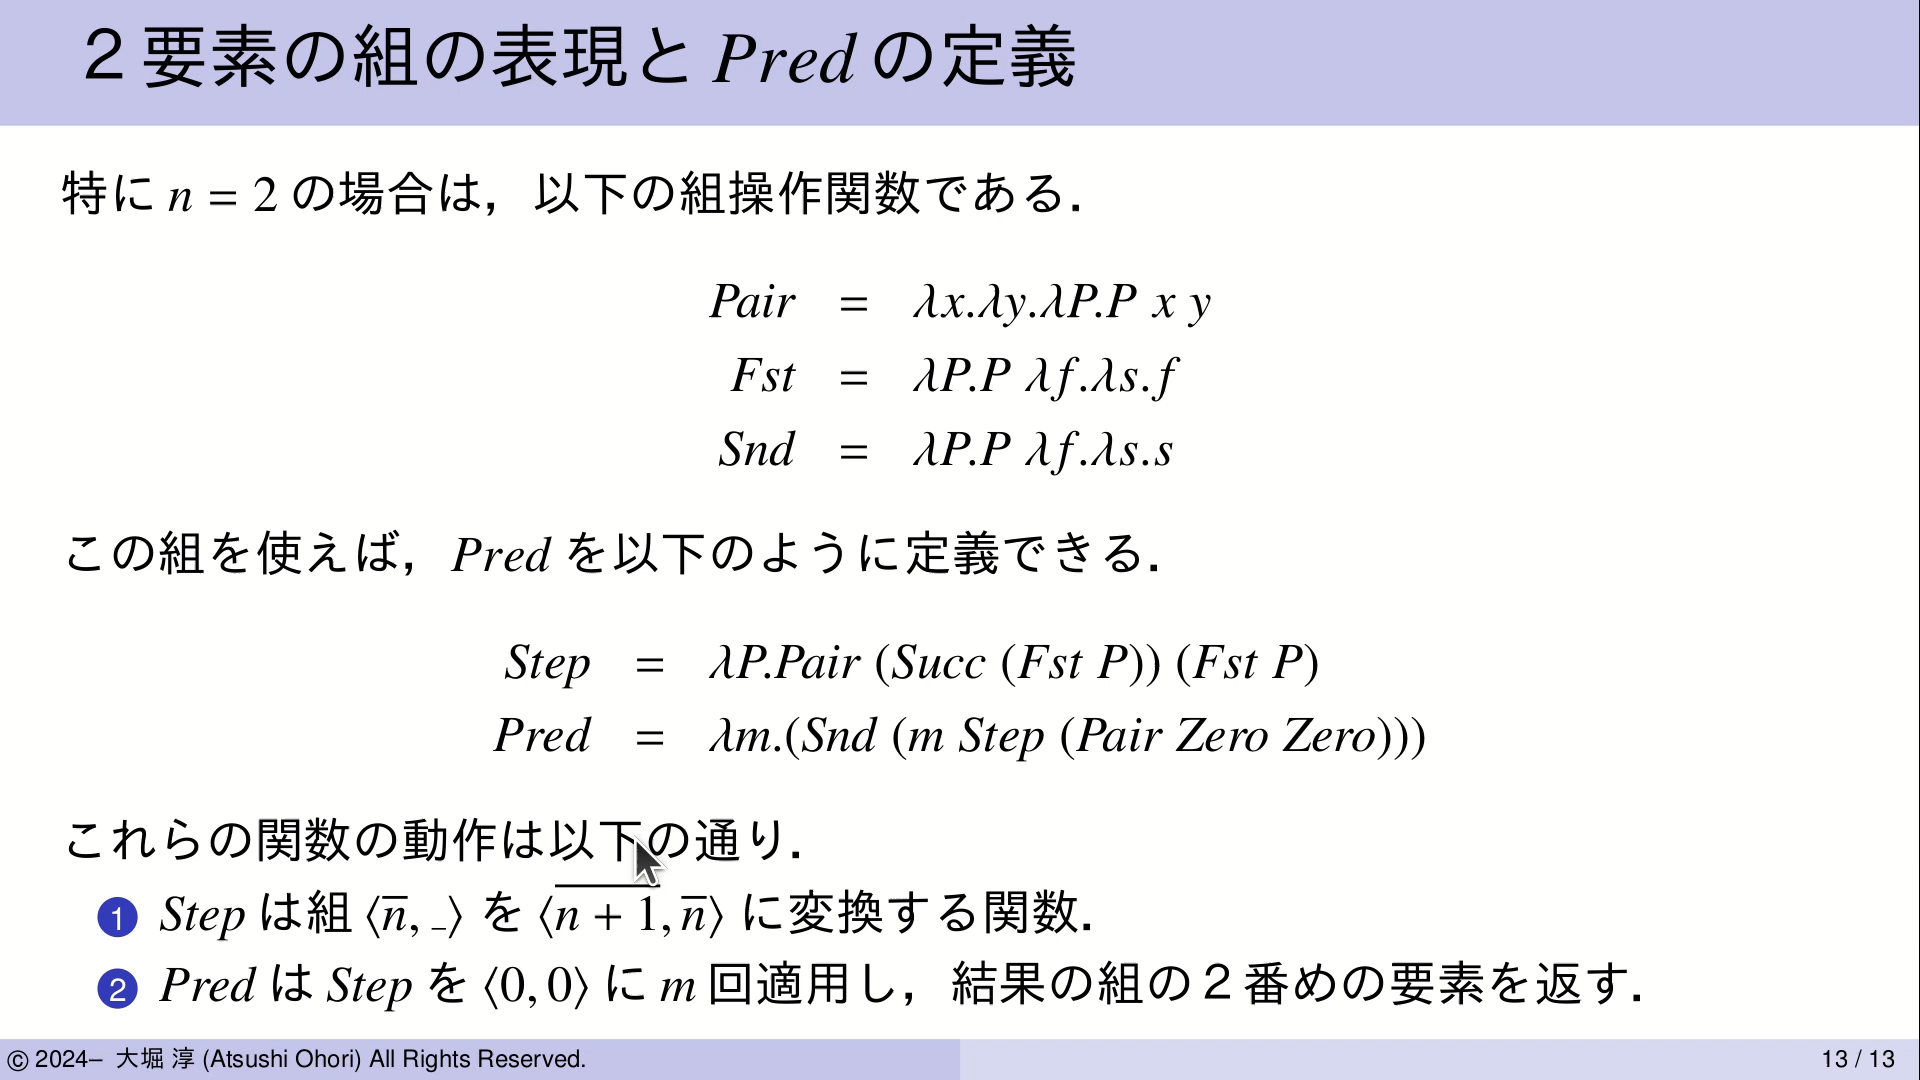 ２要素の組の表現と Pred の定義
特に n = 2 の場合は，以下の組操作関数である．
Pair = λx.λy.λP.P x y
Fst = λP.P λf.λs.f
Snd = λP.P λf.λs.s
この組を使えば，Pred を以下のように定義できる．
Step = λP.Pair (Succ (Fst P)) (Fst P)
Pred = λm.(Snd (m Step (Pair Zero Zero)))
これらの関数の動作は以下の通り．
1 Step は組 ⟨n̅, _⟩ を ⟨n̅ ̅+̅ ̅1̅, n̅⟩ に変換する関数．
2 Pred は Step を ⟨0, 0⟩ に m 回適用し，結果の組の２番めの要素を返す．
© 2024– 大堀 淳 (Atsushi Ohori) All Rights Reserved.
13 / 13